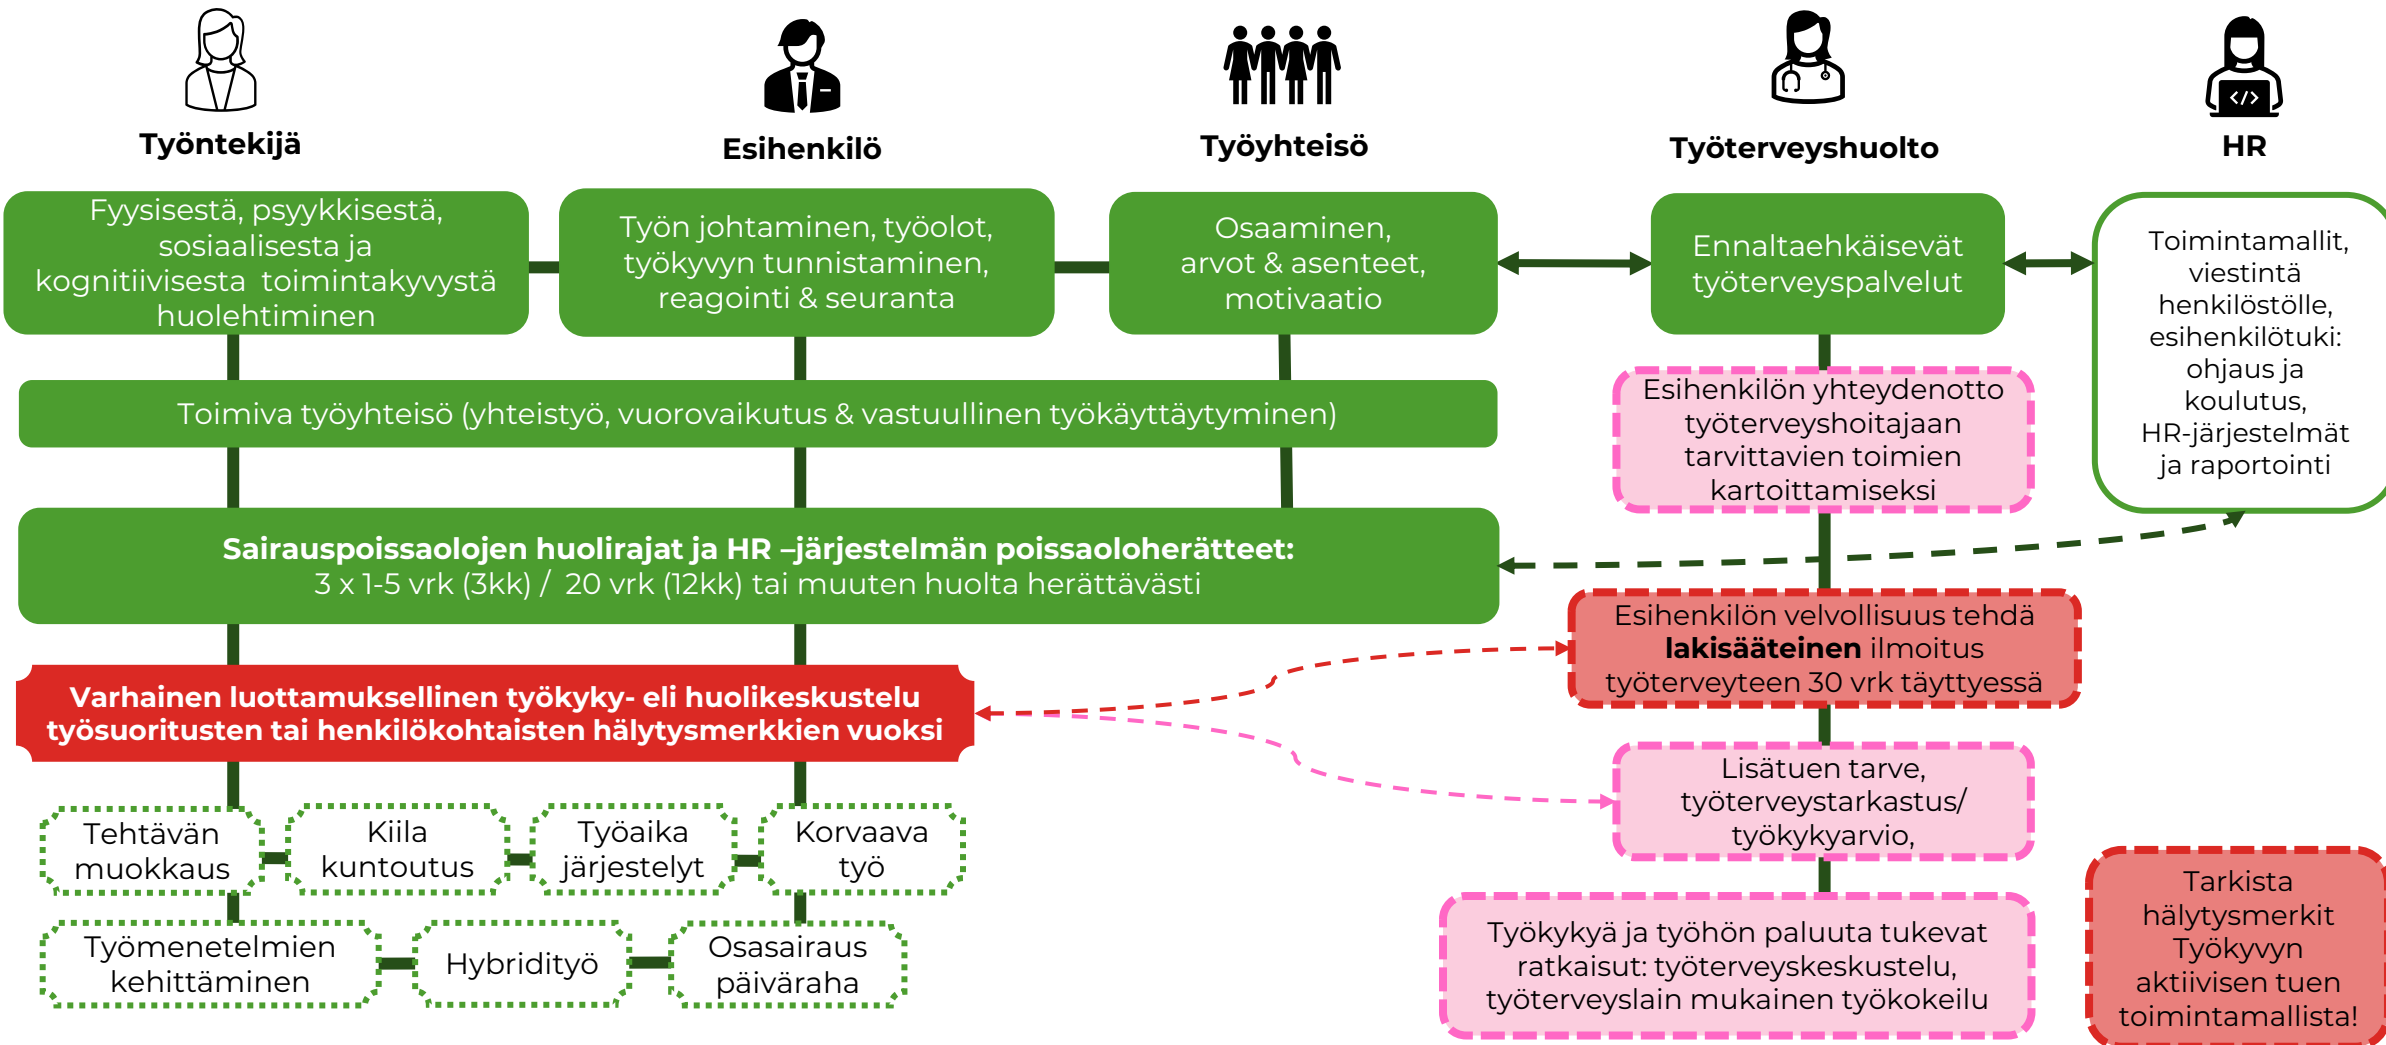 Työntekijä
Esihenkilö
Työyhteisö
Työterveyshuolto
HR
Fyysisestä, psyykkisestä,
sosiaalisesta ja
kognitiivisesta toimintakyvystä
huolehtiminen
Työn johtaminen, työolot,
työkyvyn tunnistaminen,
reagointi & seuranta
Osaaminen,
arvot & asenteet,
motivaatio
Ennaltaehkäisevät
työterveyspalvelut
Toimintamallit,
viestintä
henkilöstölle,
esihenkilötuki:
ohjaus ja
koulutus,
HR-järjestelmät
ja raportointi
Toimiva työyhteisö (yhteistyö, vuorovaikutus & vastuullinen työkäyttäytyminen)
Esihenkilön yhteydenotto
työterveyshoitajaan
tarvittavien toimien
kartoittamiseksi
Sairauspoissaolojen huolirajat ja HR –järjestelmän poissaoloherätteet:
3 x 1-5 vrk (3kk) / 20 vrk (12kk) tai muuten huolta herättävästi
Esihenkilön velvollisuus tehdä
lakisääteinen ilmoitus
työterveyteen 30 vrk täyttyessä
Varhainen luottamuksellinen työkyky- eli huolikeskustelu
työsuoritusten tai henkilökohtaisten hälytysmerkkien vuoksi
Lisätuen tarve,
työterveystarkastus/
työkykyarvio,
Tehtävän
muokkaus
Kiila
kuntoutus
Työaika
järjestelyt
Korvaava
työ
Työmenetelmien
kehittäminen
Hybridityö
Osasairaus
päiväraha
Työkykyä ja työhön paluuta tukevat
ratkaisut: työterveyskeskustelu,
työterveyslain mukainen työkokeilu
Tarkista
hälytysmerkit
Työkyvyn
aktiivisen tuen
toimintamallista!